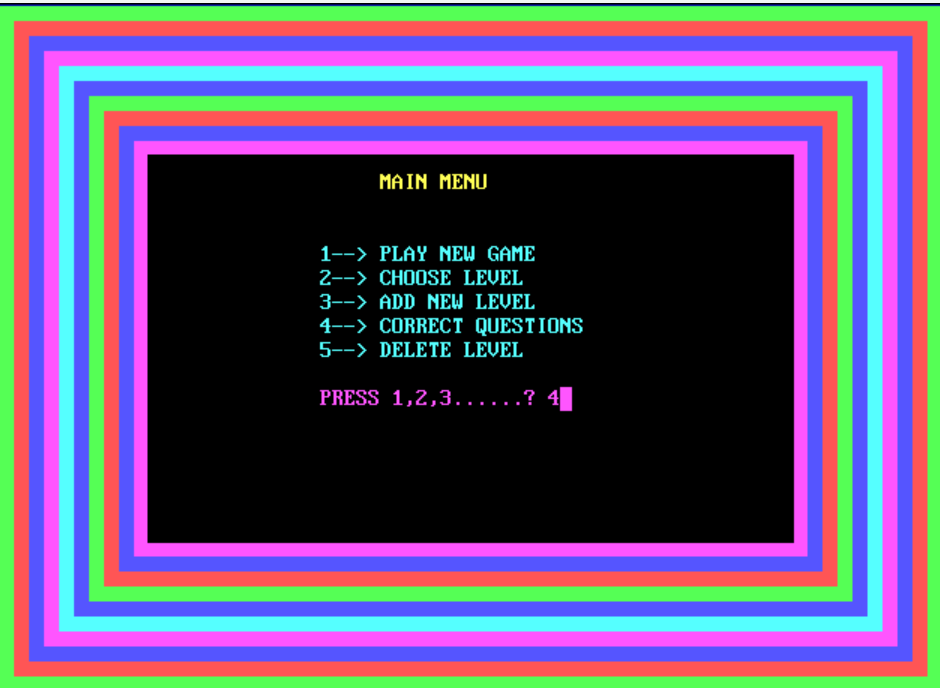 MAIN MENU
1--> PLAY NEW GAME
2--> CHOOSE LEVEL
3--> ADD NEW LEVEL
4--> CORRECT QUESTIONS
5--> DELETE LEVEL
PRESS 1,2,3......? 4